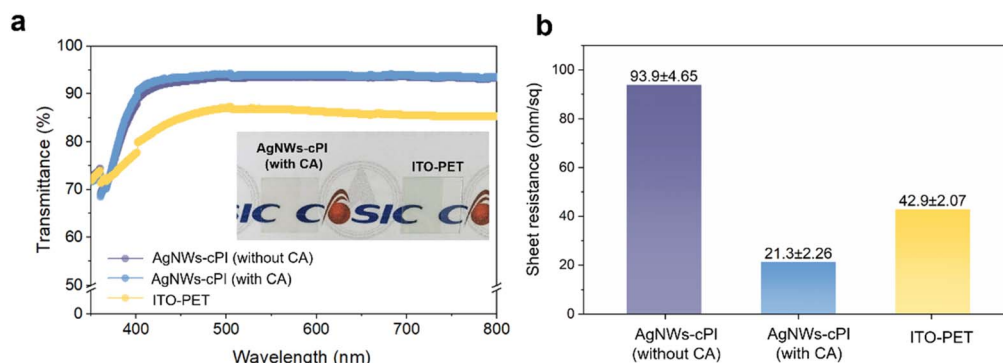 a
100
90
80
70
60
50
0
Transmittance (%)
AgNWs-cPI
(with CA)
ITO-PET
SIC CASIC CASIC
AgNWs-cPI (without CA)
AgNWs-cPI (with CA)
ITO-PET
400 500 600 700 800
Wavelength (nm)
b
100
80
60
40
20
0
Sheet resistance (ohm/sq)
93.9±4.65
21.3±2.26
42.9±2.07
AgNWs-cPI
(without CA)
AgNWs-cPI
(with CA)
ITO-PET